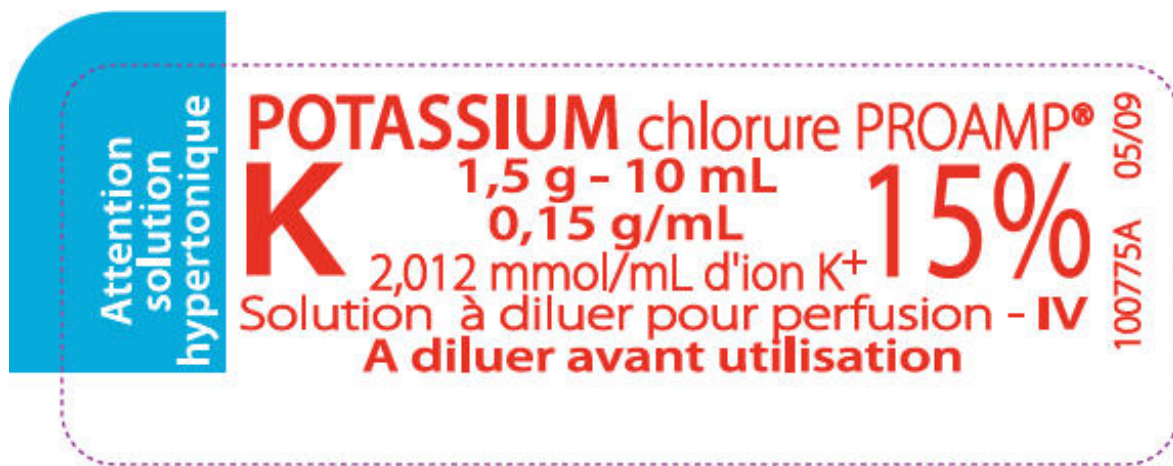 Attention
solution
hypertonique
POTASSIUM chlorure PROAMP®
K
1,5 g - 10 mL
0,15 g/mL
15%
2,012 mmol/mL d'ion K+
Solution à diluer pour perfusion - IV
A diluer avant utilisation
100775A 05/09